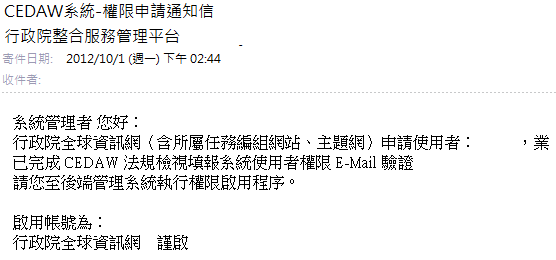 CEDAW系統-權限申請通知信
行政院整合服務管理平台
寄件日期: 2012/10/1 (週一) 下午 02:44
收件者:
系統管理者 您好：
行政院全球資訊網（含所屬任務編組網站、主題網）申請使用者： ，業
已完成 CEDAW 法規檢視填報系統使用者權限 E-Mail 驗證
請您至後端管理系統執行權限啟用程序。
啟用帳號為：
行政院全球資訊網 謹啟